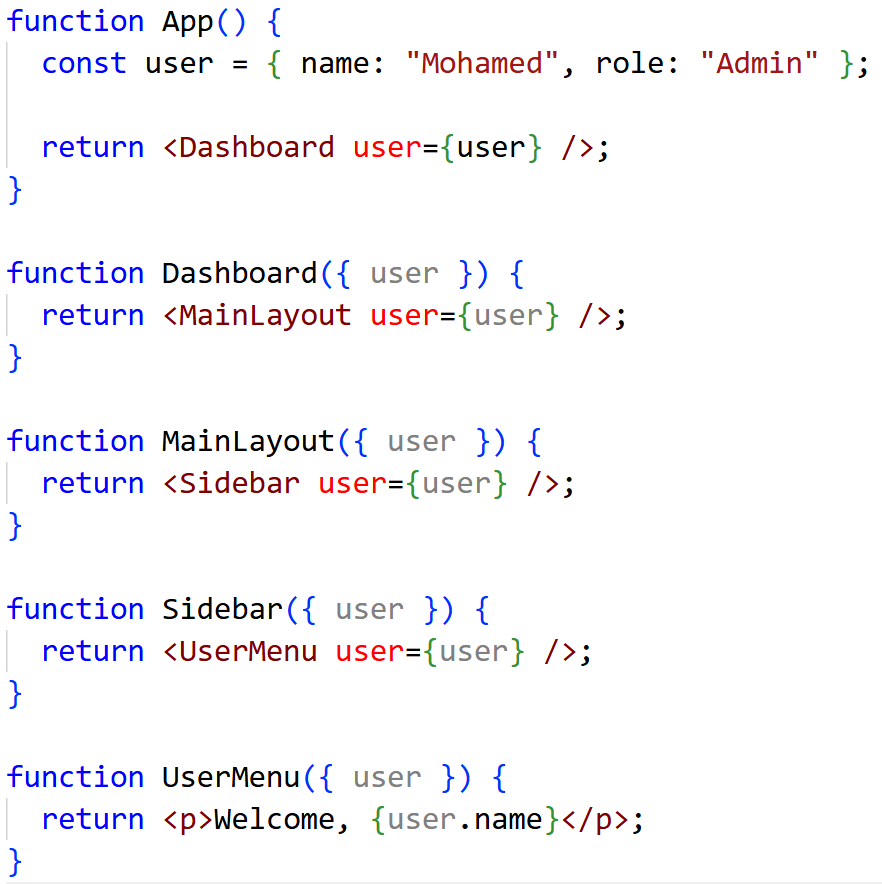 function App() {
  const user = { name: "Mohamed", role: "Admin" };

  return <Dashboard user={user} />;
}

function Dashboard({ user }) {
  return <MainLayout user={user} />;
}

function MainLayout({ user }) {
  return <Sidebar user={user} />;
}

function Sidebar({ user }) {
  return <UserMenu user={user} />;
}

function UserMenu({ user }) {
  return <p>Welcome, {user.name}</p>;
}